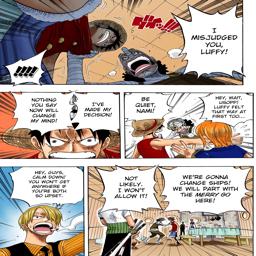 I
MISJUDGED
YOU,
LUFFY!
HEY, WAIT,
USOPP!
LUFFY FELT
THAT WAY AT
FIRST TOO...
BE
QUIET,
NAMI!
I'VE
MADE MY
DECISION!
NOTHING
YOU SAY
NOW WILL
CHANGE
MY MIND!
WE'RE GONNA
CHANGE SHIPS!
WE WILL PART WITH
THE MERRY GO
HERE!
NOT
LIKELY.
I WON'T
ALLOW IT!
HEY, GUYS,
CALM DOWN!
YOU WON'T GET
ANYWHERE IF
YOU'RE BOTH
SO UPSET.